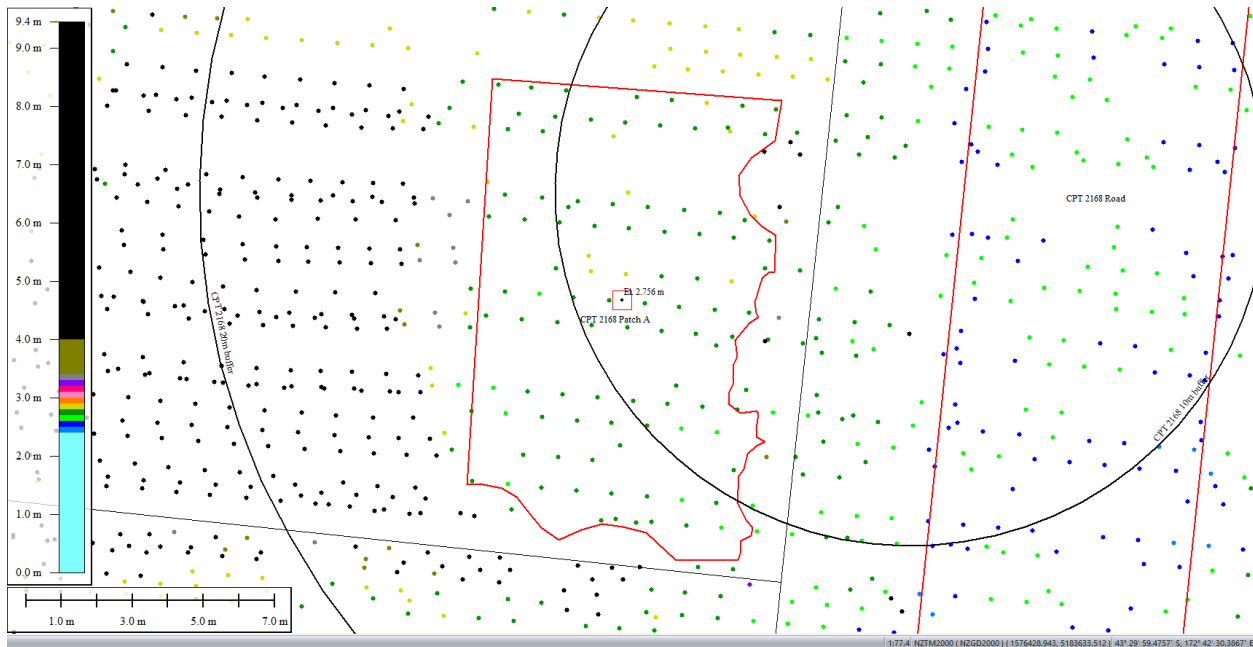 9.4 m
9.0 m
8.0 m
7.0 m
6.0 m
5.0 m
4.0 m
3.0 m
2.0 m
1.0 m
0.0 m
CPT 2168 Road
EL 2.756 m
CPT 2168 Patch A
CPT 2168 20m buffer
CPT 2168 10m buffer
1.0 m 3.0 m 5.0 m 7.0 m
1:77.4 NZTM2000 ( NZGD2000 ) ( 1576428.943, 5183633.512 ) 43° 29' 59.4757" S, 172° 42' 30.3867" E